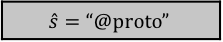 ŝ = “@proto”